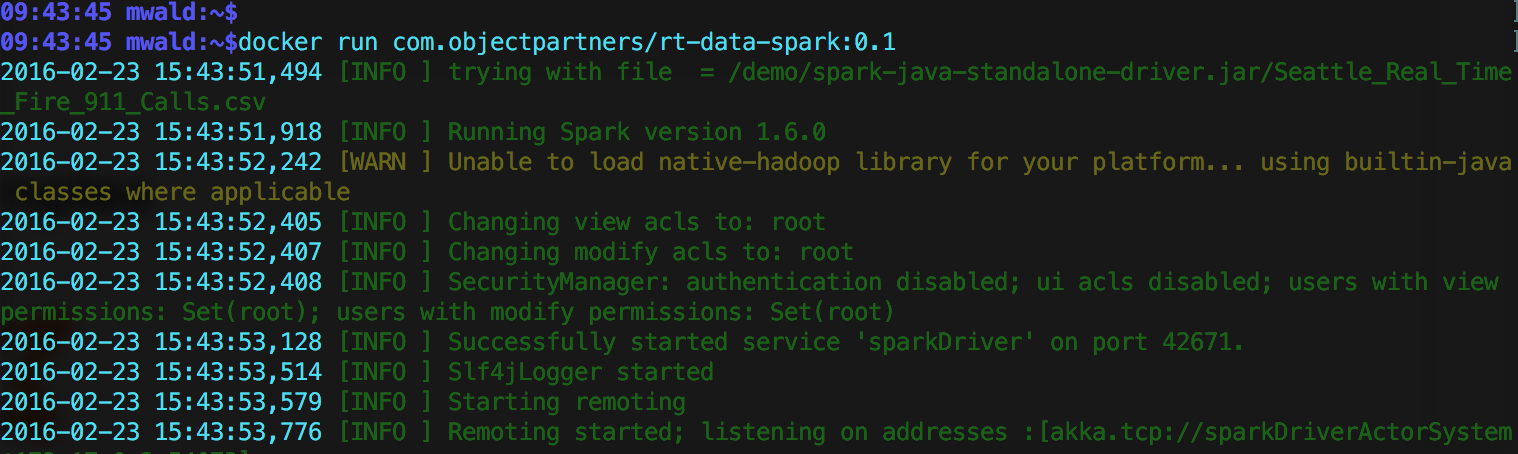 09:43:45 mwald:~$
09:43:45 mwald:~$docker run com.objectpartners/rt-data-spark:0.1
2016-02-23 15:43:51,494 [INFO ] trying with file  = /demo/spark-java-standalone-driver.jar/Seattle_Real_Time
_Fire_911_Calls.csv
2016-02-23 15:43:51,918 [INFO ] Running Spark version 1.6.0
2016-02-23 15:43:52,242 [WARN ] Unable to load native-hadoop library for your platform... using builtin-java
 classes where applicable
2016-02-23 15:43:52,405 [INFO ] Changing view acls to: root
2016-02-23 15:43:52,407 [INFO ] Changing modify acls to: root
2016-02-23 15:43:52,408 [INFO ] SecurityManager: authentication disabled; ui acls disabled; users with view
permissions: Set(root); users with modify permissions: Set(root)
2016-02-23 15:43:53,128 [INFO ] Successfully started service 'sparkDriver' on port 42671.
2016-02-23 15:43:53,514 [INFO ] Slf4jLogger started
2016-02-23 15:43:53,579 [INFO ] Starting remoting
2016-02-23 15:43:53,776 [INFO ] Remoting started; listening on addresses :[akka.tcp://sparkDriverActorSystem